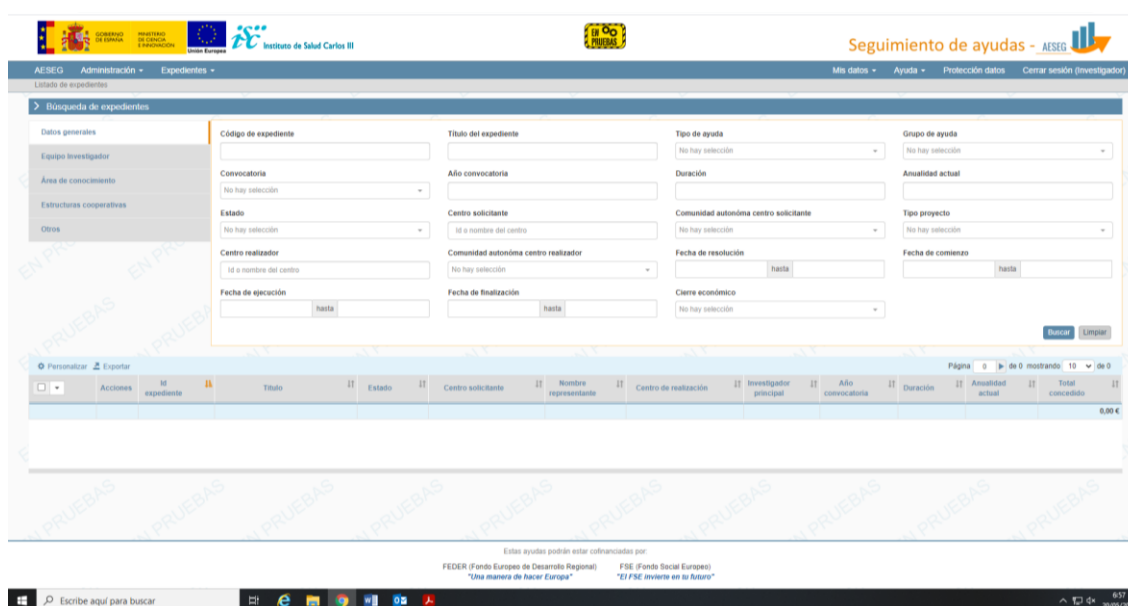 GOBIERNO DE ESPAÑA
MINISTERIO DE CIENCIA E INNOVACIÓN
Unión Europea
isc Instituto de Salud Carlos III
EN PRUEBAS
Seguimiento de ayudas - AESEG
AESEG Administración Expedientes Mis datos Ayuda Protección datos Cerrar sesión (Investigador)
Listado de expedientes
Búsqueda de expedientes
Datos generales
Equipo Investigador
Área de conocimiento
Estructuras cooperativas
Otros
Código de expediente Título del expediente Tipo de ayuda Grupo de ayuda
No hay selección No hay selección
Convocatoria Año convocatoria Duración Anualidad actual
No hay selección
Estado Centro solicitante Comunidad autonóma centro solicitante Tipo proyecto
No hay selección Id o nombre del centro No hay selección No hay selección
Centro realizador Comunidad autonóma centro realizador Fecha de resolución Fecha de comienzo
Id o nombre del centro No hay selección hasta hasta
Fecha de ejecución Fecha de finalización Cierre económico
hasta hasta No hay selección
Buscar Limpiar
Personalizar Exportar Página 0 de 0 mostrando 10 de 0
Acciones Id expediente Título Estado Centro solicitante Nombre representante Centro de realización Investigador principal Año convocatoria Duración Anualidad actual Total concedido
0,00 €
EN PRUEBAS
Estas ayudas podrán estar cofinanciadas por:
FEDER (Fondo Europeo de Desarrollo Regional) FSE (Fondo Social Europeo)
"Una manera de hacer Europa" "El FSE invierte en su futuro"
Escribe aquí para buscar
6:57